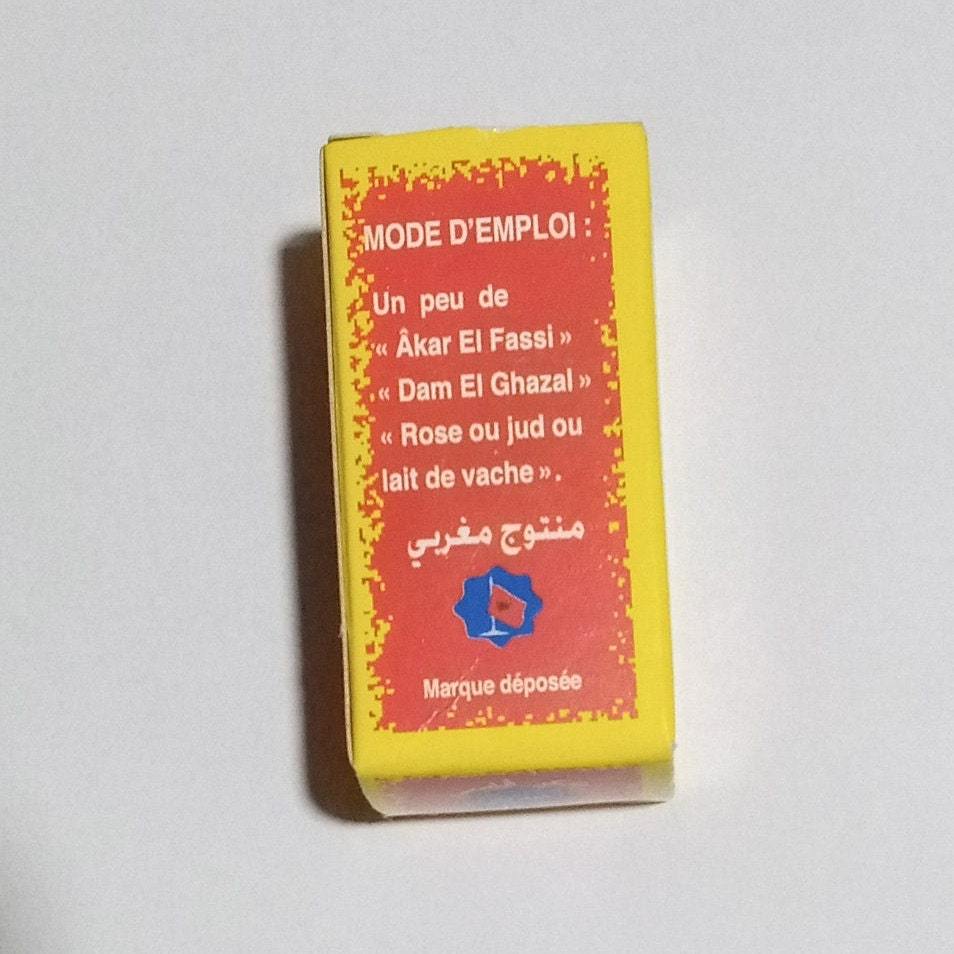 MODE D'EMPLOI :
Un peu de
« Âkar El Fassi »
« Dam El Ghazal »
« Rose ou jud ou
lait de vache ».
منتوج مغربي
Marque déposée